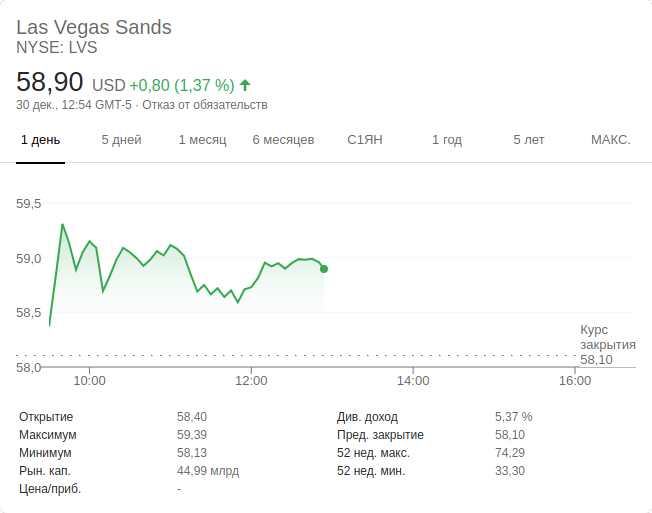 Las Vegas Sands
NYSE: LVS
58,90 USD +0,80 (1,37 %)
30 дек., 12:54 GMT-5 · Отказ от обязательств
1 день 5 дней 1 месяц 6 месяцев С1ЯН 1 год 5 лет МАКС.
59,5
59,0
58,5
Курс
закрытия
58,10
58,0
10:00 12:00 14:00 16:00
Открытие 58,40 Див. доход 5,37 %
Максимум 59,39 Пред. закрытие 58,10
Минимум 58,13 52 нед. макс. 74,29
Рын. кап. 44,99 млрд 52 нед. мин. 33,30
Цена/приб. -